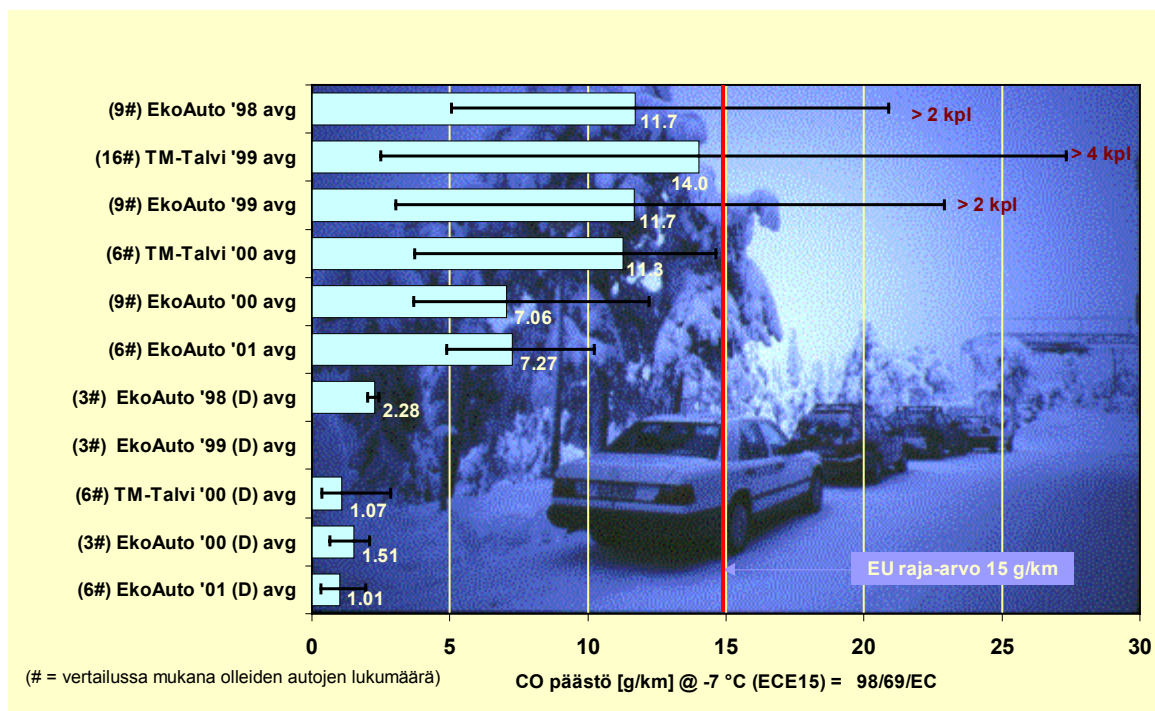 (9#) EkoAuto '98 avg
11.7
> 2 kpl
(16#) TM-Talvi '99 avg
14.0
> 4 kpl
(9#) EkoAuto '99 avg
11.7
> 2 kpl
(6#) TM-Talvi '00 avg
11.3
(9#) EkoAuto '00 avg
7.06
(6#) EkoAuto '01 avg
7.27
(3#) EkoAuto '98 (D) avg
2.28
(3#) EkoAuto '99 (D) avg
(6#) TM-Talvi '00 (D) avg
1.07
(3#) EkoAuto '00 (D) avg
1.51
(6#) EkoAuto '01 (D) avg
1.01
EU raja-arvo 15 g/km
0 5 10 15 20 25 30
(# = vertailussa mukana olleiden autojen lukumäärä)
CO päästö [g/km] @ -7 °C (ECE15) = 98/69/EC